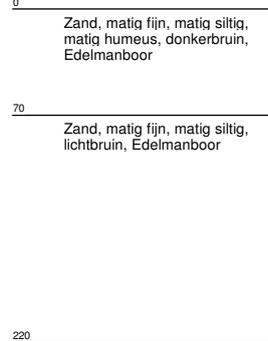 0
Zand, matig fijn, matig siltig,
matig humeus, donkerbruin,
Edelmanboor
70
Zand, matig fijn, matig siltig,
lichtbruin, Edelmanboor
220